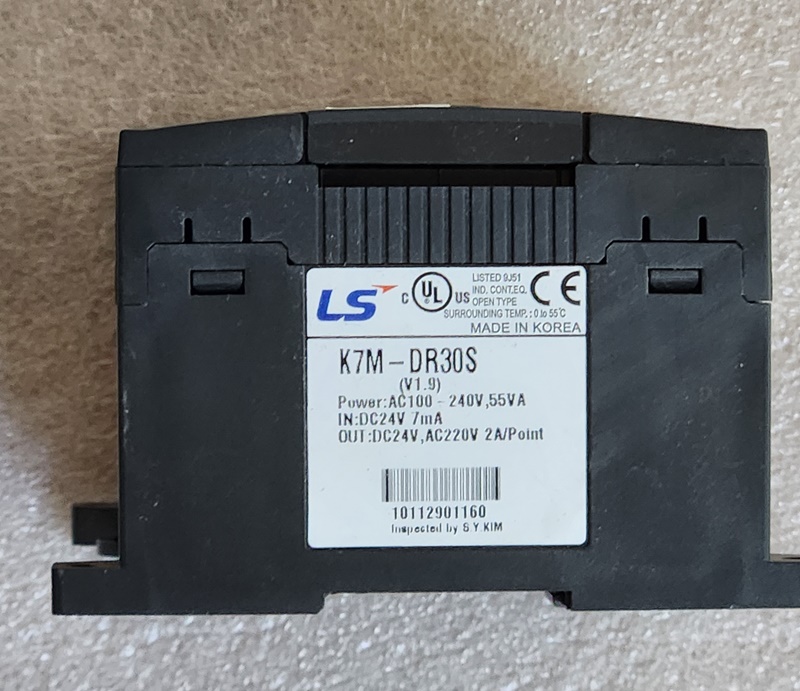 LS
C UL US
LISTED 9J51
IND. CONT.EQ.
OPEN TYPE
SURROUNDING TEMP. : 0 to 55℃
CE
MADE IN KOREA
K7M-DR30S
(V1.9)
Power:AC100 - 240V,55VA
IN:DC24V 7mA
OUT:DC24V,AC220V 2A/Point
10112901160
Inspected by S.Y KIM